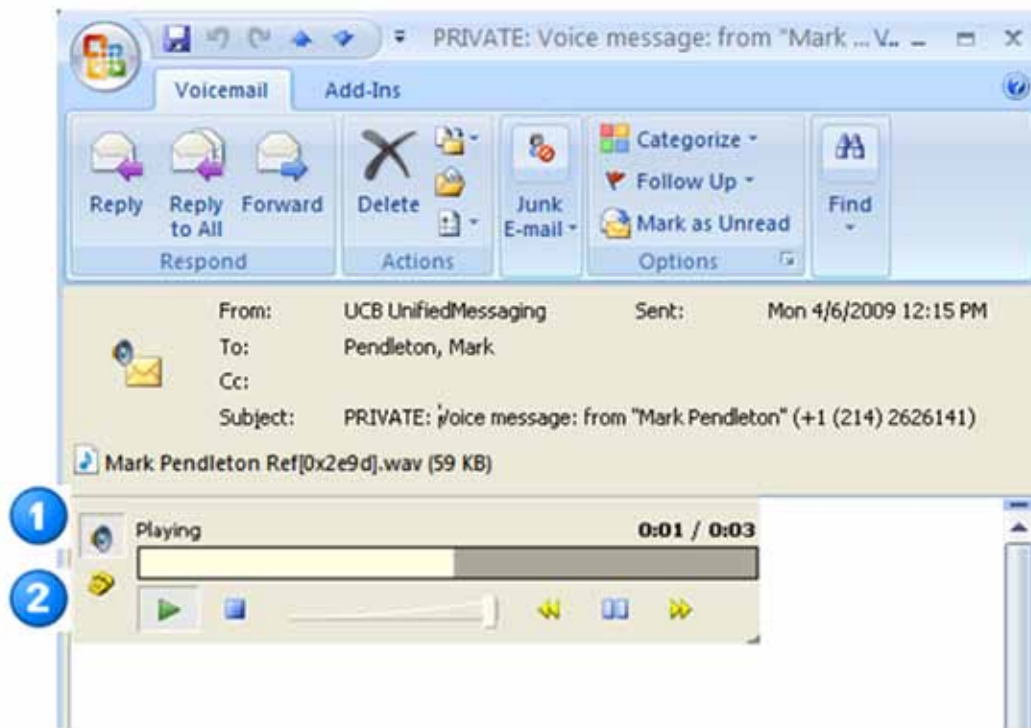 PRIVATE: Voice message: from "Mark ... V...
Voicemail Add-Ins
Reply
Reply to All
Forward
Respond
Delete
Actions
Junk E-mail
Categorize
Follow Up
Mark as Unread
Options
Find
From: UCB UnifiedMessaging Sent: Mon 4/6/2009 12:15 PM
To: Pendleton, Mark
Cc:
Subject: PRIVATE: Voice message: from "Mark Pendleton" (+1 (214) 2626141)
Mark Pendleton Ref[0x2e9d].wav (59 KB)
1
Playing 0:01 / 0:03
2